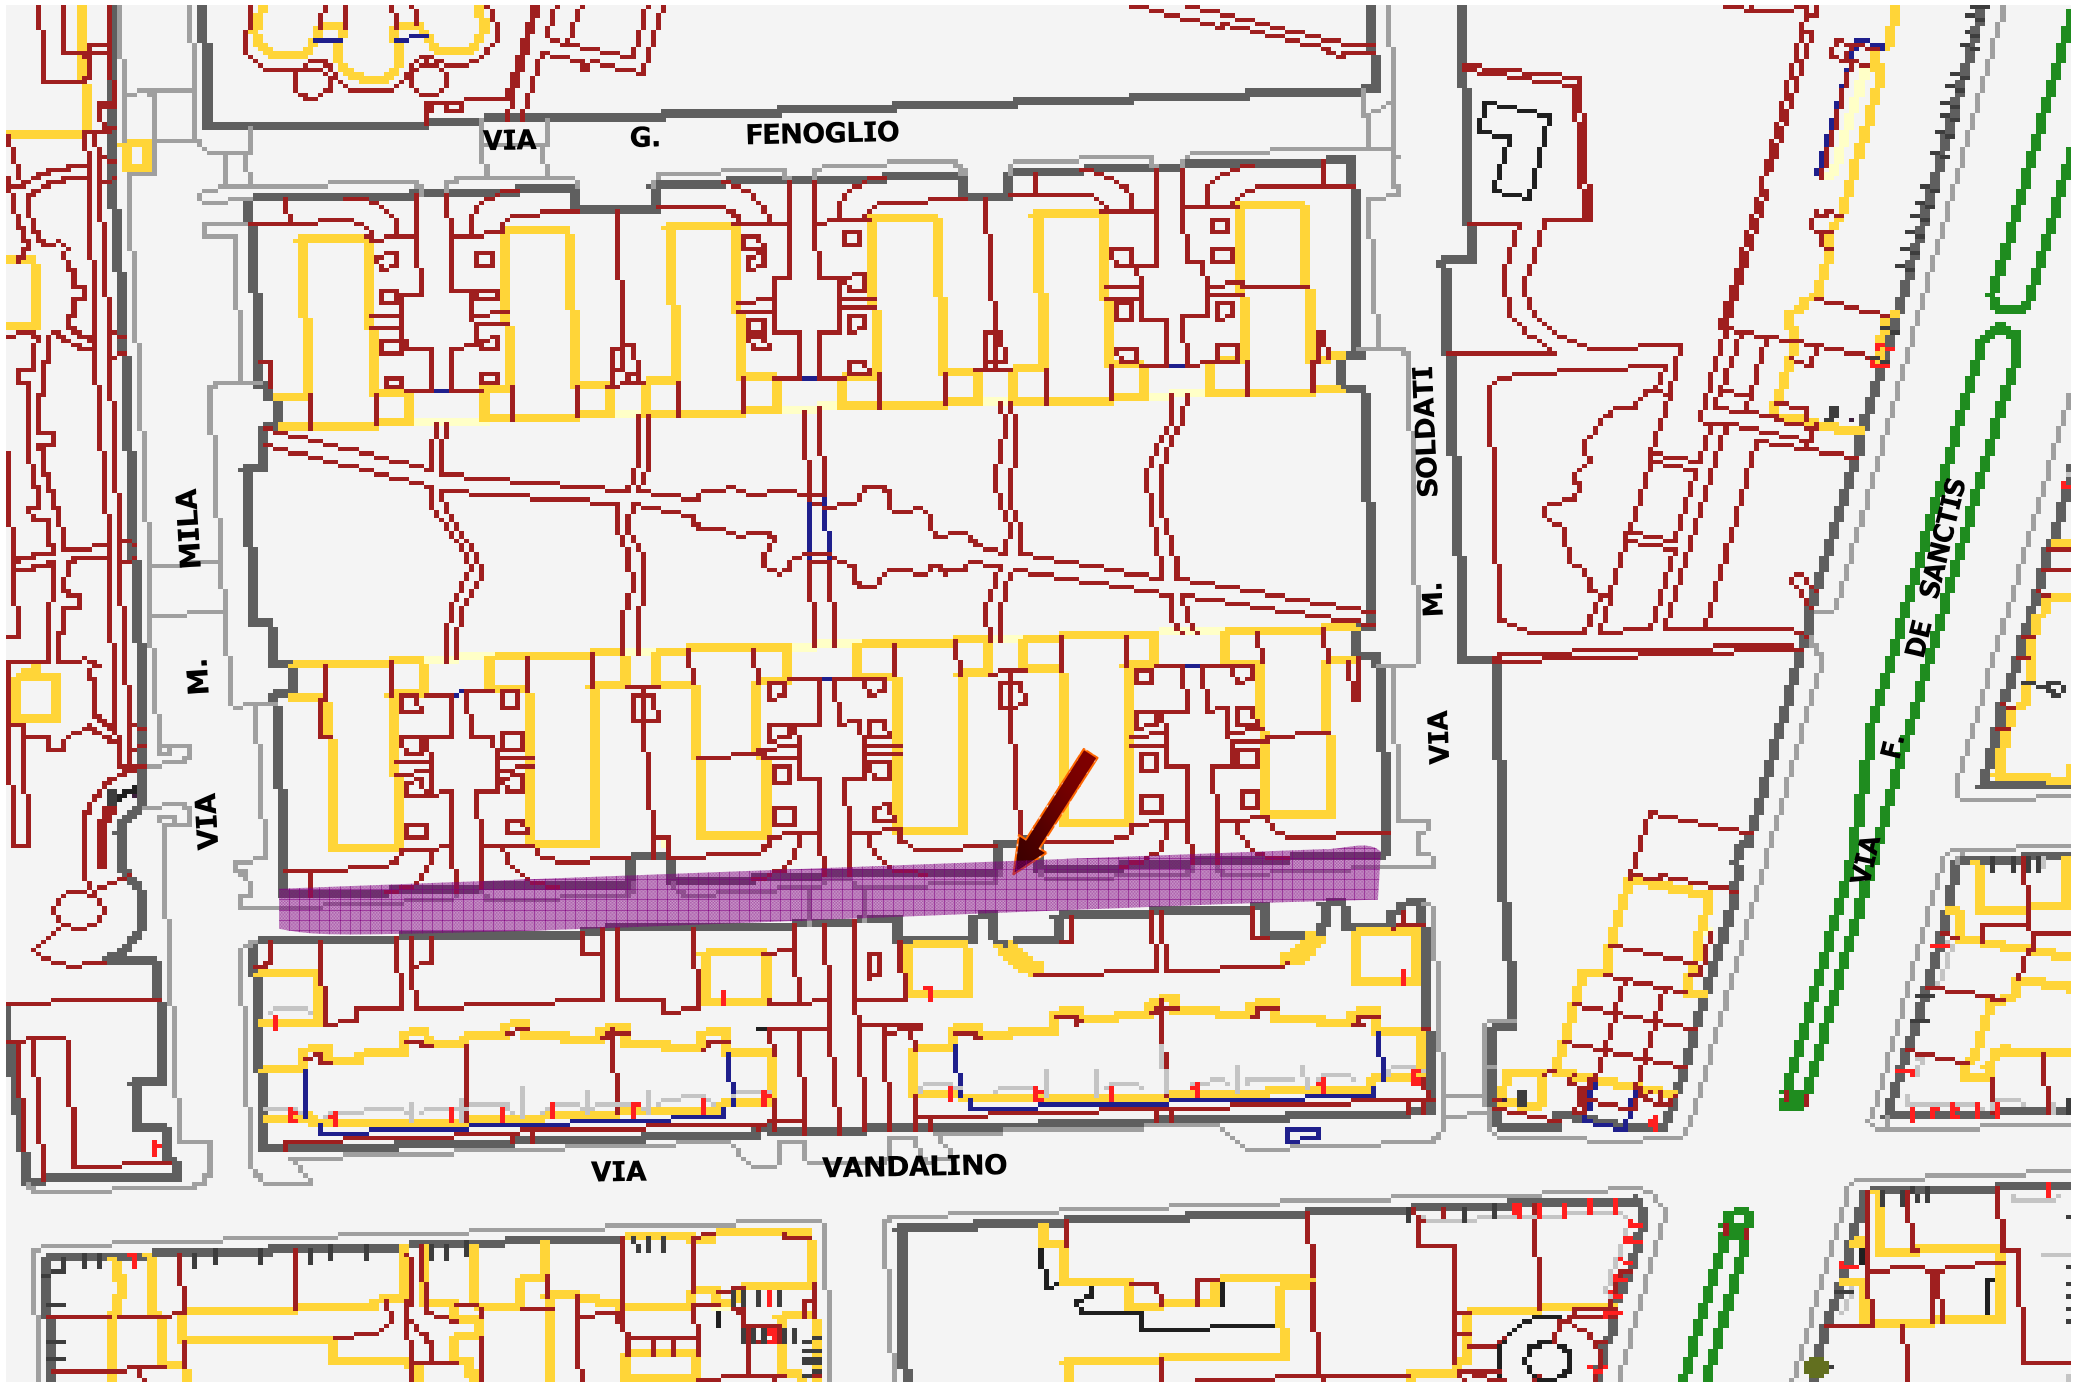 VIA G. FENOGLIO
VIA M. MILA
VIA M. SOLDATI
VIA F. DE SANCTIS
VIA VANDALINO